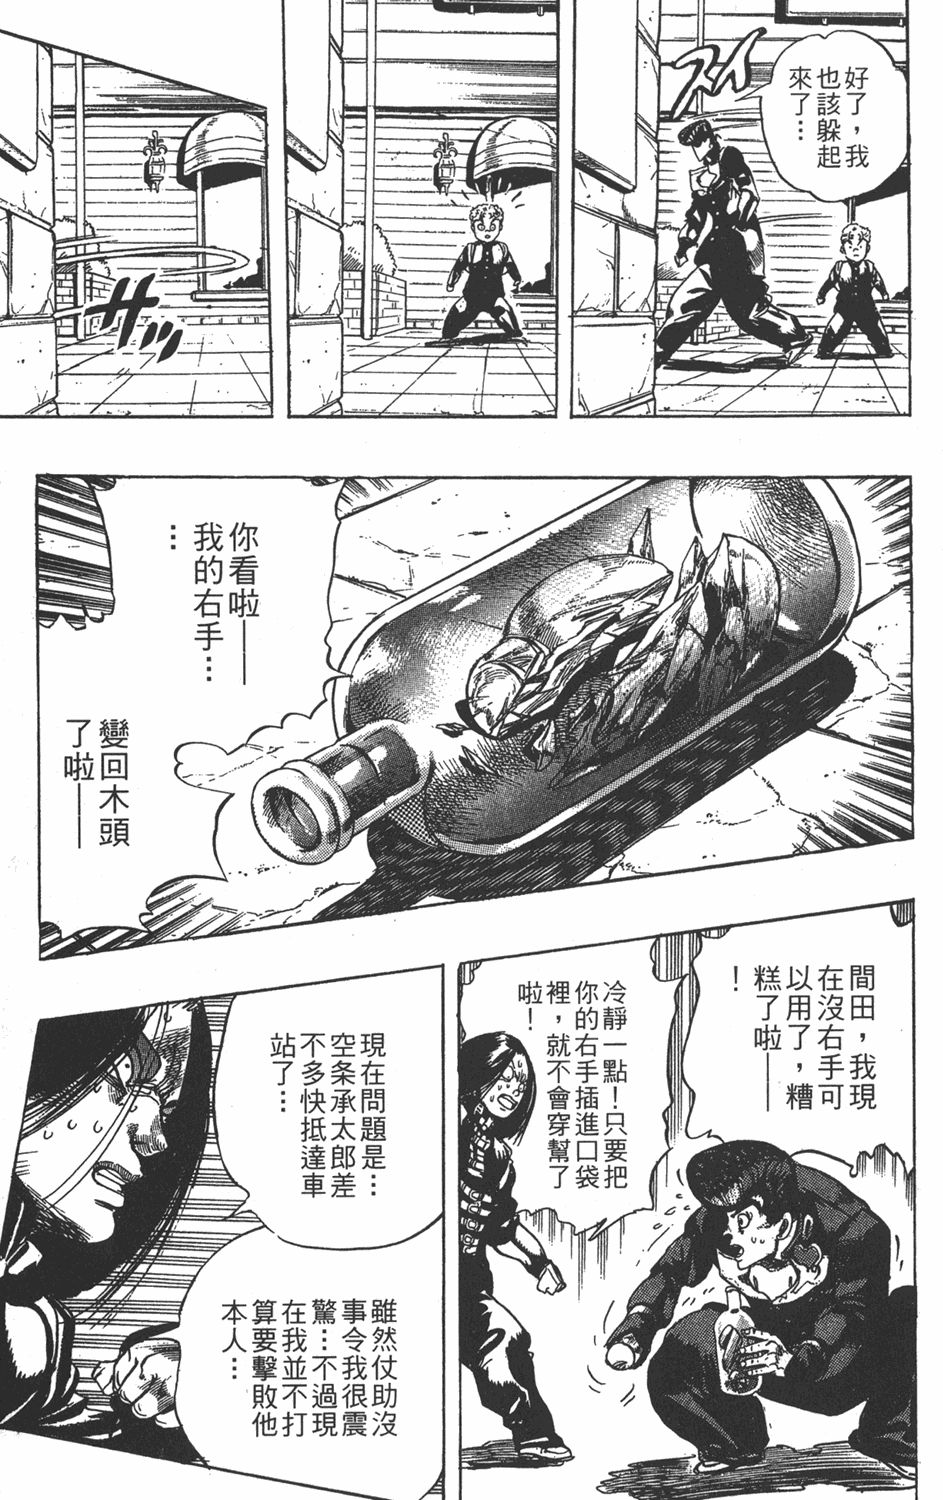 好了，我
也該躲起
來了…
スイ
ササッ
你看啦──
我的右手…
…
變回木頭
了啦──
間田，我現
在沒右手可
以用了，糟
糕了啦──
！
冷靜一點！只要把
你的右手插進口袋
裡，就不會穿幫了
啦！
現在問題是…
空条承太郎差
不多快抵達車
站了…
雖然仗助沒
事令我很震
驚…不過現
在我並不打
算要擊敗他
本人…